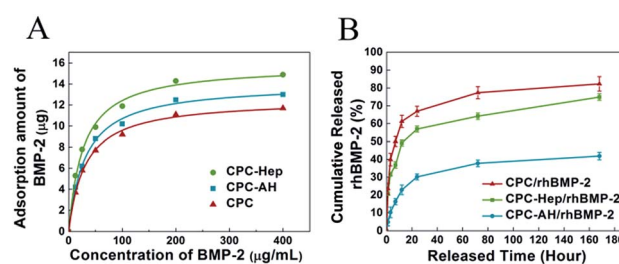 A
Adsorption amount of
BMP-2 (μg)
16
14
12
10
8
6
4
2
0
0 100 200 300 400
Concentration of BMP-2 (μg/mL)
CPC-Hep
CPC-AH
CPC
B
Cumulative Released
rhBMP-2 (%)
100
90
80
70
60
50
40
30
20
10
0
0 20 40 60 80 100 120 140 160 180
Released Time (Hour)
CPC/rhBMP-2
CPC-Hep/rhBMP-2
CPC-AH/rhBMP-2